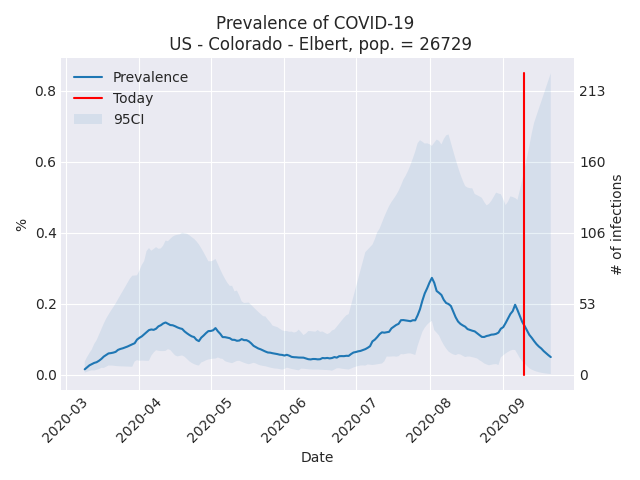 Prevalence of COVID-19
US - Colorado - Elbert, pop. = 26729
Prevalence
Today
95CI
%
0.8
0.6
0.4
0.2
0.0
213
160
106
53
0
# of infections
2020-03
2020-04
2020-05
2020-06
2020-07
2020-08
2020-09
Date